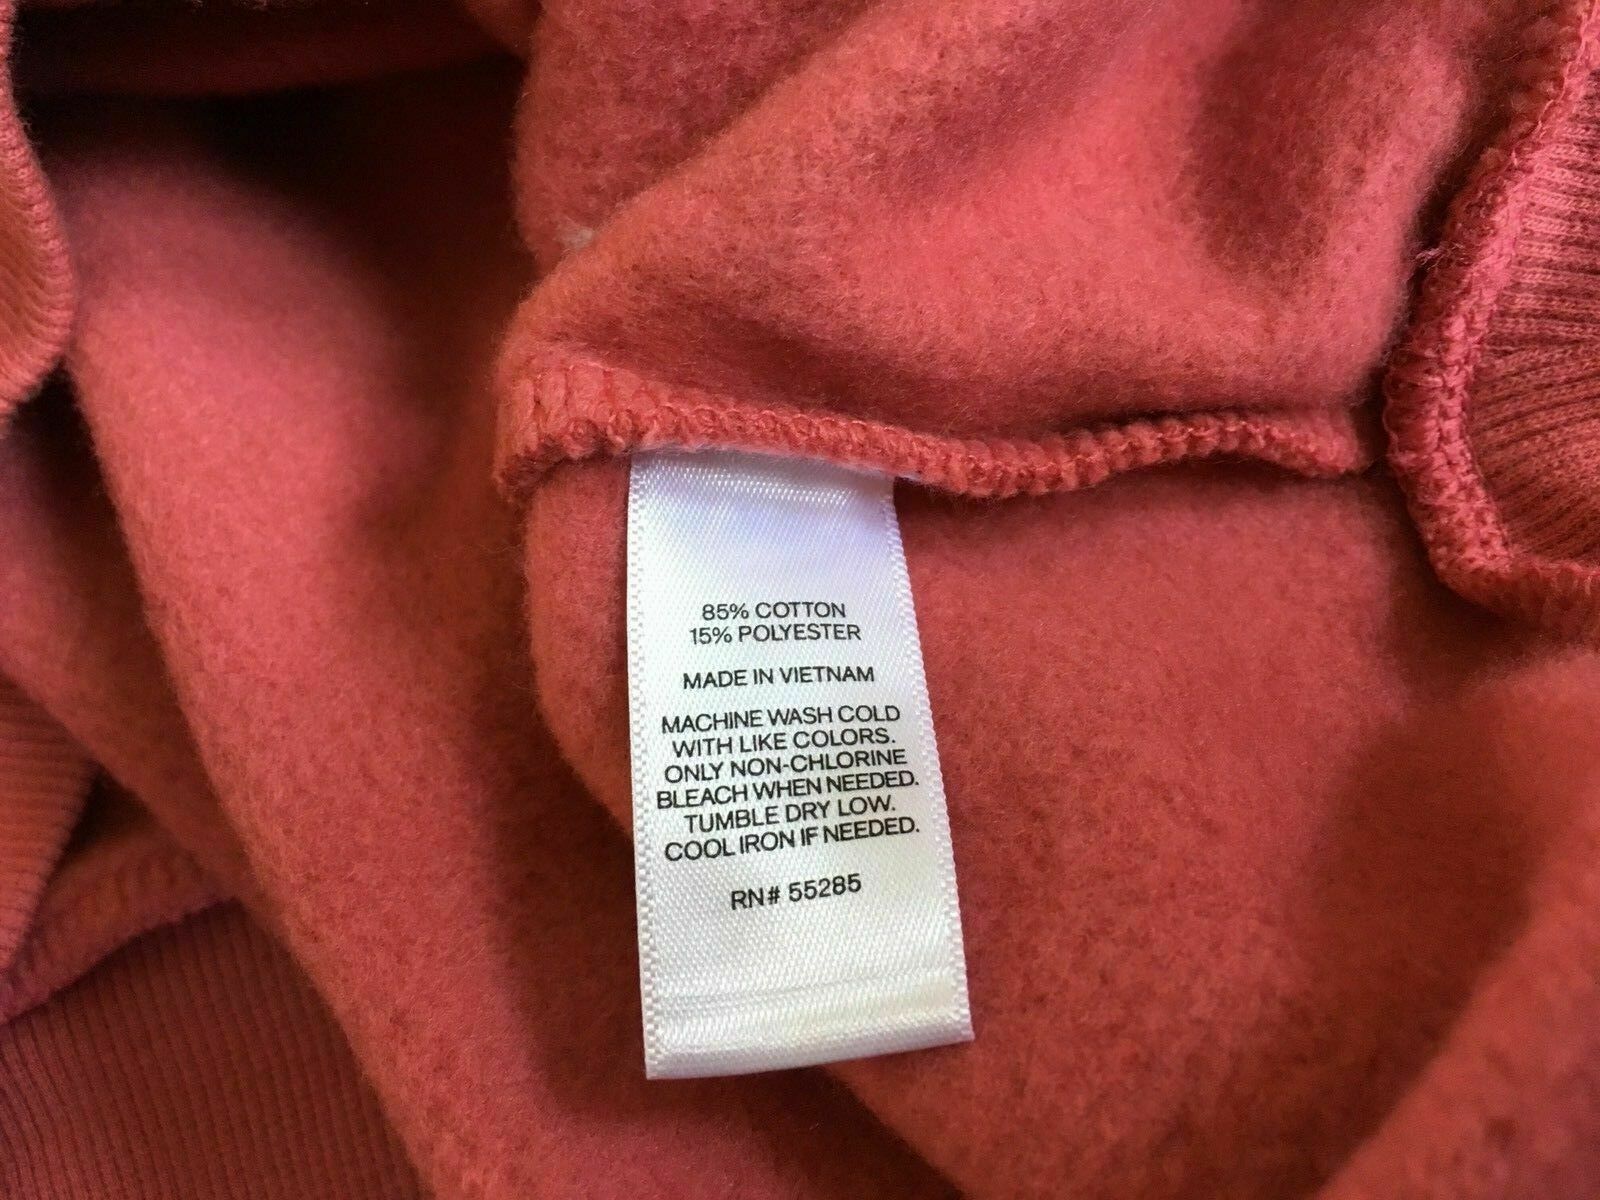 85% COTTON
15% POLYESTER
MADE IN VIETNAM
MACHINE WASH COLD
WITH LIKE COLORS.
ONLY NON-CHLORINE
BLEACH WHEN NEEDED.
TUMBLE DRY LOW.
COOL IRON IF NEEDED.
RN# 55285